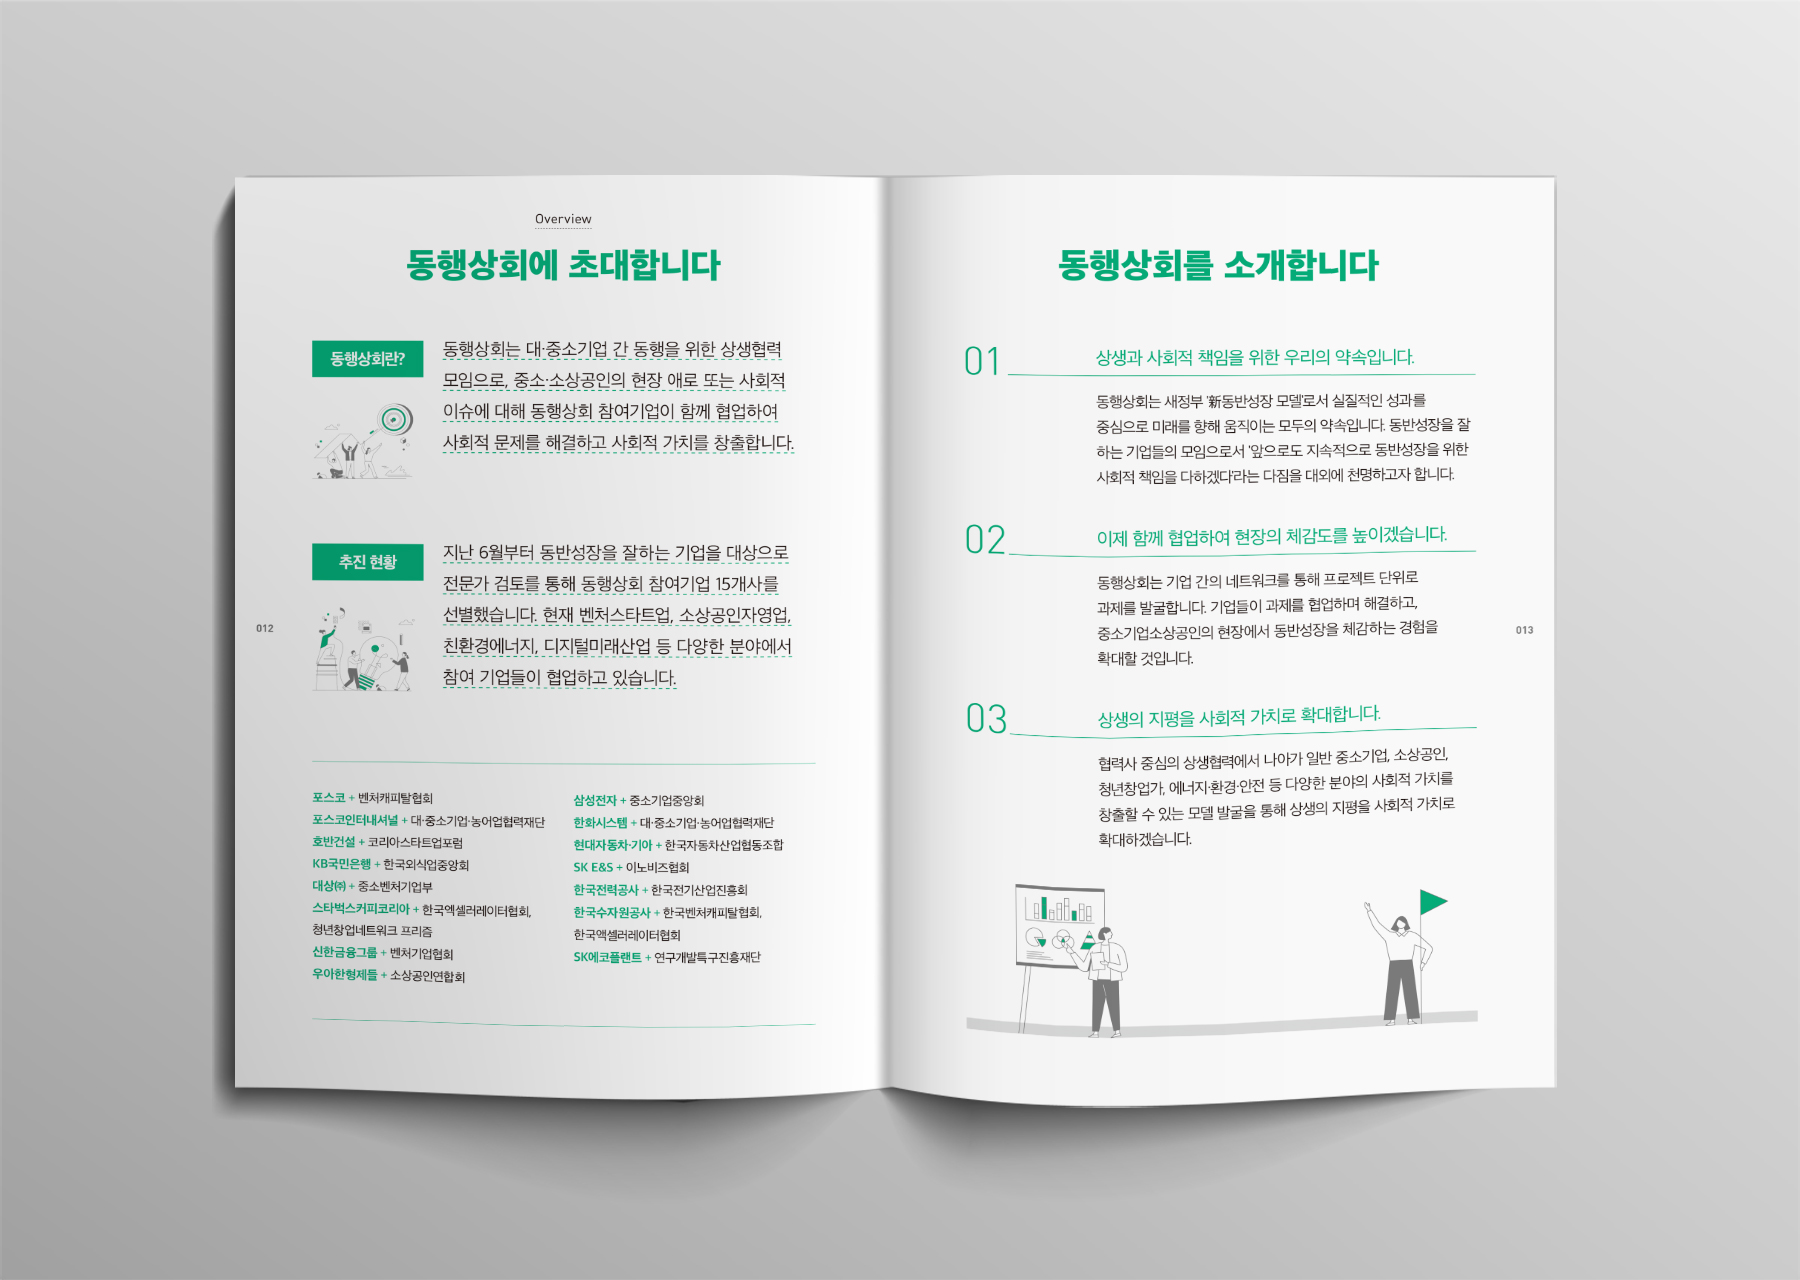 Overview
동행상회에 초대합니다
동행상회란?
동행상회는 대·중소기업 간 동행을 위한 상생협력
모임으로, 중소·소상공인의 현장 애로 또는 사회적
이슈에 대해 동행상회 참여기업이 함께 협업하여
사회적 문제를 해결하고 사회적 가치를 창출합니다.
추진 현황
지난 6월부터 동반성장을 잘하는 기업을 대상으로
전문가 검토를 통해 동행상회 참여기업 15개사를
선별했습니다. 현재 벤처스타트업, 소상공인자영업,
친환경에너지, 디지털미래산업 등 다양한 분야에서
참여 기업들이 협업하고 있습니다.
012
포스코 + 벤처캐피탈협회
포스코인터내셔널 + 대·중소기업·농어업협력재단
호반건설 + 코리아스타트업포럼
KB국민은행 + 한국외식업중앙회
대상㈜ + 중소벤처기업부
스타벅스커피코리아 + 한국엑셀러레이터협회,
청년창업네트워크 프리즘
신한금융그룹 + 벤처기업협회
우아한형제들 + 소상공인연합회
삼성전자 + 중소기업중앙회
한화시스템 + 대·중소기업·농어업협력재단
현대자동차·기아 + 한국자동차산업협동조합
SK E&S + 이노비즈협회
한국전력공사 + 한국전기산업진흥회
한국수자원공사 + 한국벤처캐피탈협회,
한국액셀러레이터협회
SK에코플랜트 + 연구개발특구진흥재단
동행상회를 소개합니다
01 상생과 사회적 책임을 위한 우리의 약속입니다.
동행상회는 새정부 '新동반성장 모델'로서 실질적인 성과를
중심으로 미래를 향해 움직이는 모두의 약속입니다. 동반성장을 잘
하는 기업들의 모임으로서 '앞으로도 지속적으로 동반성장을 위한
사회적 책임을 다하겠다'라는 다짐을 대외에 천명하고자 합니다.
02 이제 함께 협업하여 현장의 체감도를 높이겠습니다.
동행상회는 기업 간의 네트워크를 통해 프로젝트 단위로
과제를 발굴합니다. 기업들이 과제를 협업하며 해결하고,
중소기업소상공인의 현장에서 동반성장을 체감하는 경험을
확대할 것입니다.
013
03 상생의 지평을 사회적 가치로 확대합니다.
협력사 중심의 상생협력에서 나아가 일반 중소기업, 소상공인,
청년창업가, 에너지·환경·안전 등 다양한 분야의 사회적 가치를
창출할 수 있는 모델 발굴을 통해 상생의 지평을 사회적 가치로
확대하겠습니다.